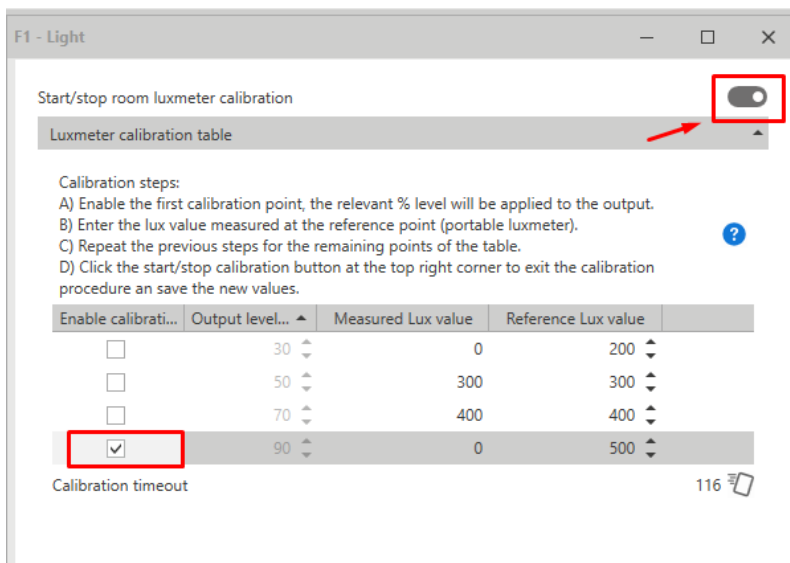 F1 - Light
Start/stop room luxmeter calibration
Luxmeter calibration table
Calibration steps:
A) Enable the first calibration point, the relevant % level will be applied to the output.
B) Enter the lux value measured at the reference point (portable luxmeter).
C) Repeat the previous steps for the remaining points of the table.
D) Click the start/stop calibration button at the top right corner to exit the calibration
procedure an save the new values.
?
Enable calibrati... Output level... Measured Lux value Reference Lux value
30 0 200
50 300 300
70 400 400
90 0 500
Calibration timeout 116